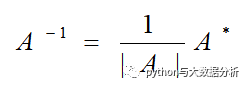 A⁻¹ = 1/|A| A*
python与大数据分析